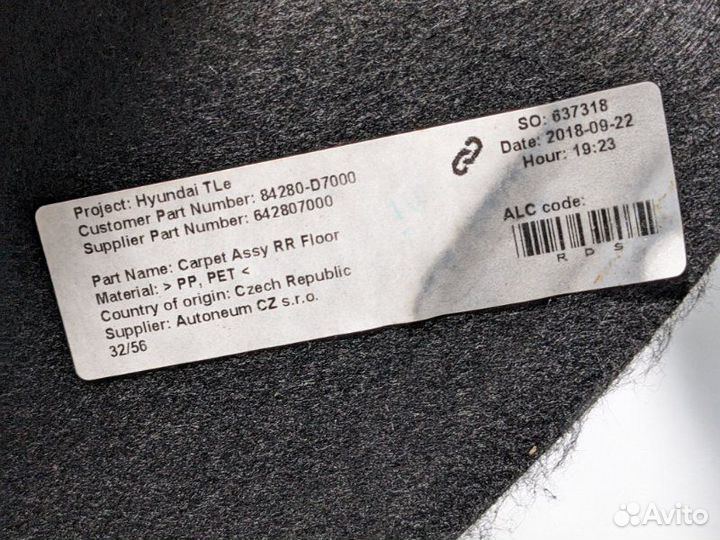 Project: Hyundai TLe
Customer Part Number: 84280-D7000
Supplier Part Number: 642807000
Part Name: Carpet Assy RR Floor
Material: > PP, PET <
Country of origin: Czech Republic
Supplier: Autoneum CZ s.r.o.
32/56
SO: 637318
Date: 2018-09-22
Hour: 19:23
ALC code:
R D S
Avito